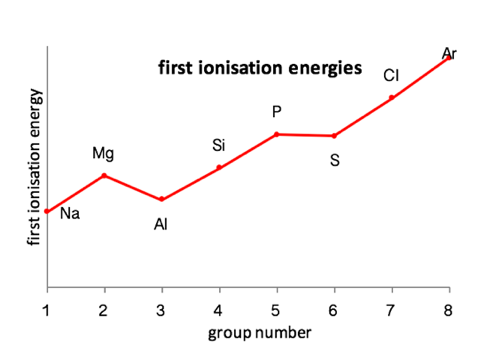 first ionisation energies
Ar
Cl
P
Si
S
Mg
Na
Al
first ionisation energy
1 2 3 4 5 6 7 8
group number